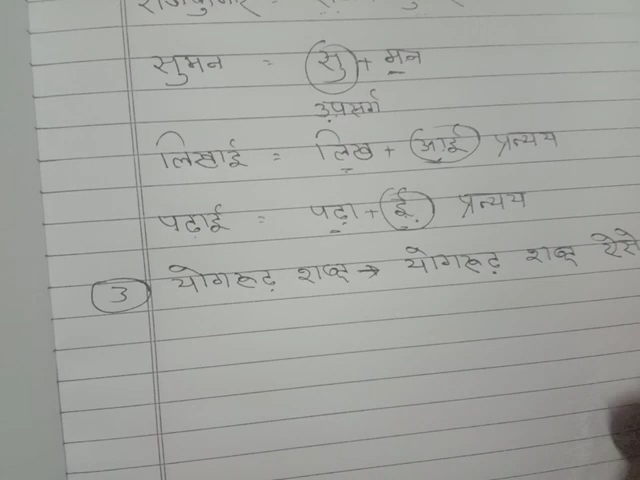 सुमन = सु + मन
उपसर्ग
लिखाई = लिख + आई प्रत्यय
पढ़ाई = पढ़ा + ई प्रत्यय
3 योगरूढ़ शब्द → योगरूढ़ शब्द ऐसे